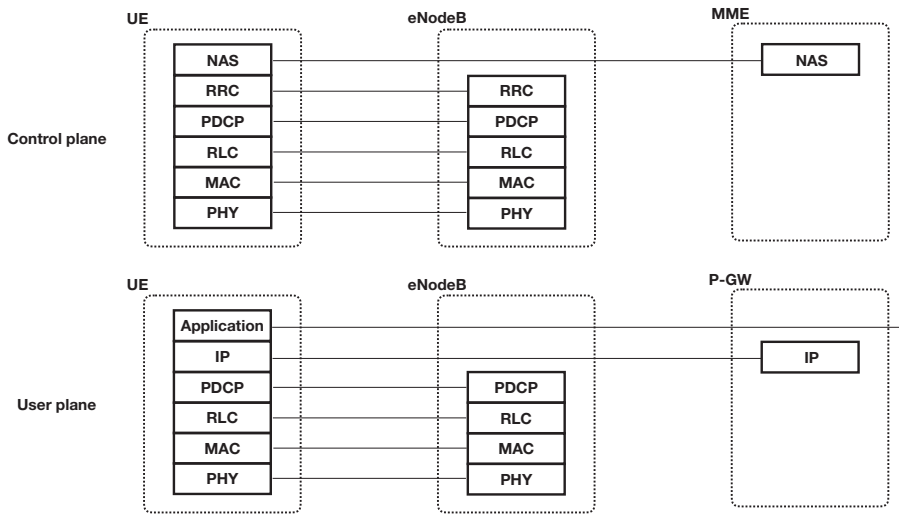 UE eNodeB MME
NAS NAS
RRC RRC
PDCP PDCP
Control plane
RLC RLC
MAC MAC
PHY PHY
UE eNodeB P-GW
Application
IP IP
PDCP PDCP
User plane
RLC RLC
MAC MAC
PHY PHY